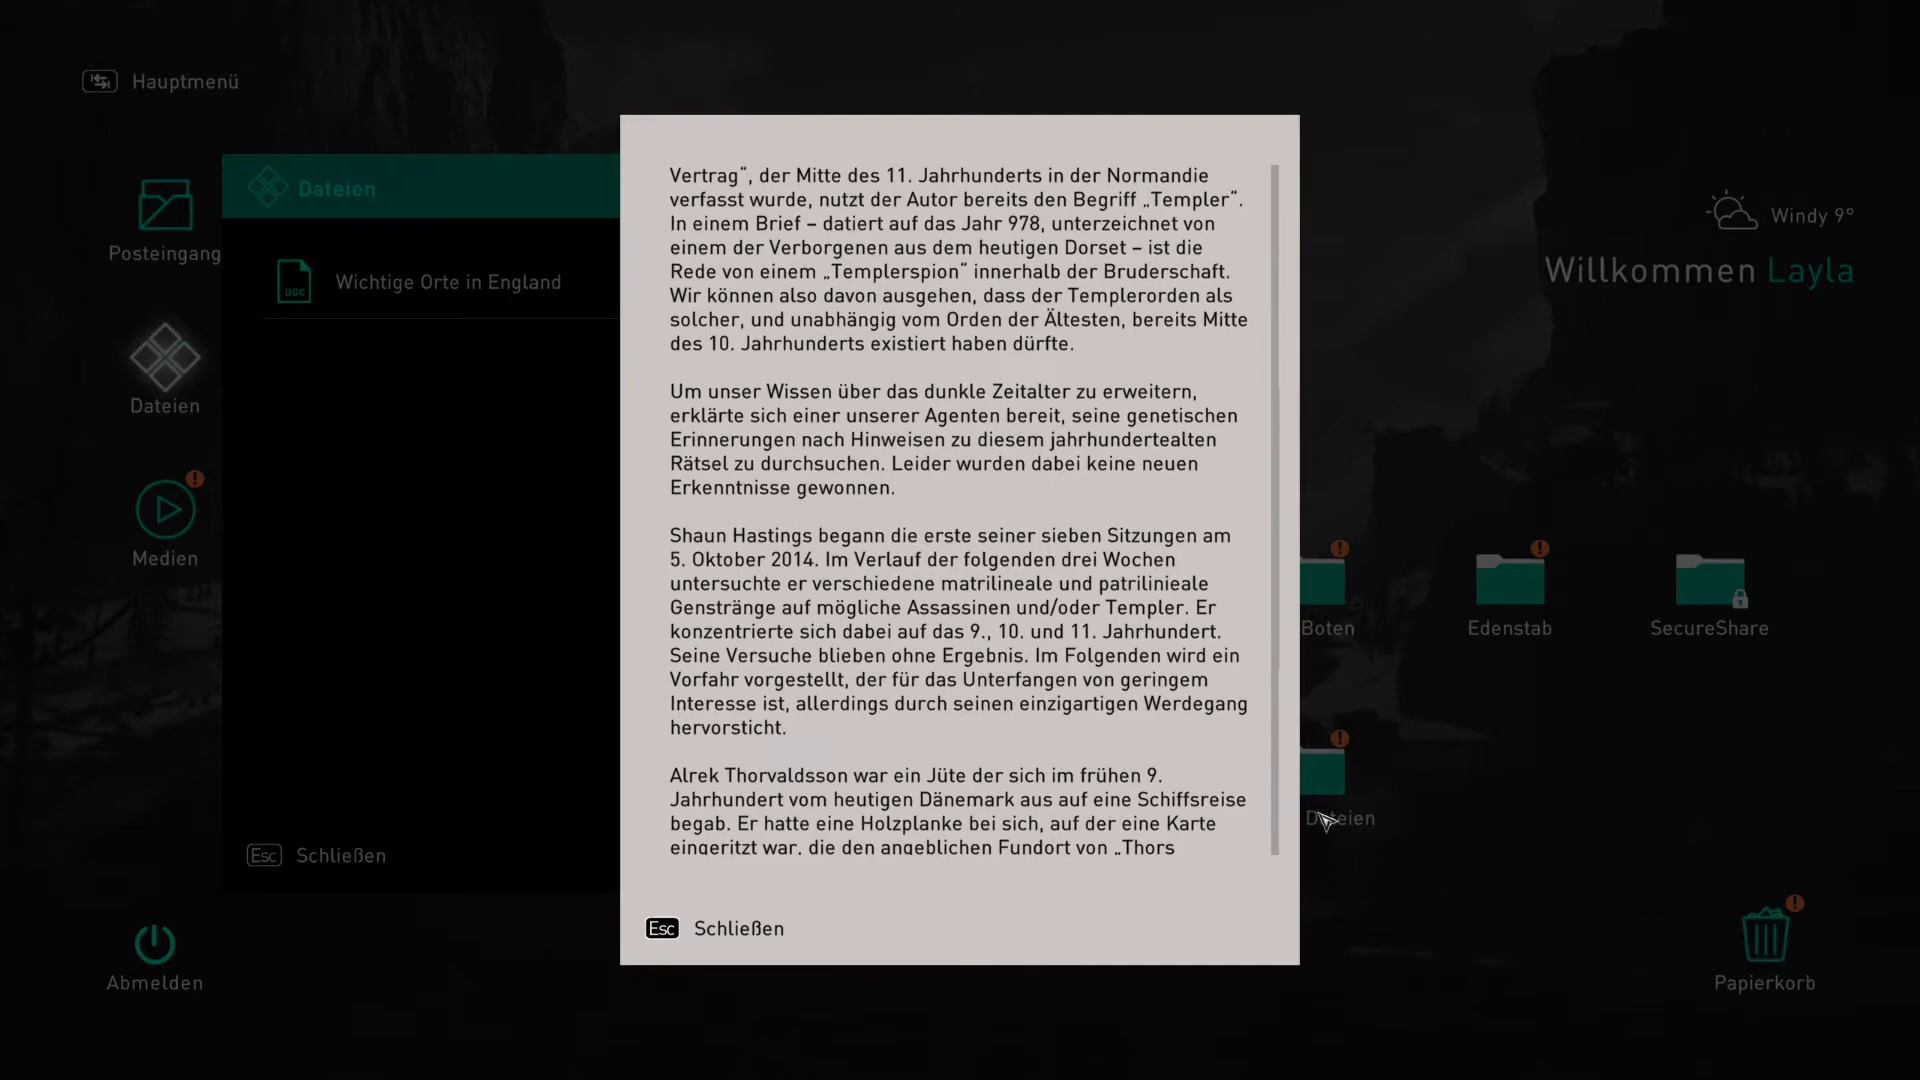 Hauptmenü
Posteingang
Dateien
Medien
Abmelden
Dateien
DOC
Wichtige Orte in England
Esc Schließen
Vertrag“, der Mitte des 11. Jahrhunderts in der Normandie
verfasst wurde, nutzt der Autor bereits den Begriff „Templer“.
In einem Brief – datiert auf das Jahr 978, unterzeichnet von
einem der Verborgenen aus dem heutigen Dorset – ist die
Rede von einem „Templerspion“ innerhalb der Bruderschaft.
Wir können also davon ausgehen, dass der Templerorden als
solcher, und unabhängig vom Orden der Ältesten, bereits Mitte
des 10. Jahrhunderts existiert haben dürfte.
Um unser Wissen über das dunkle Zeitalter zu erweitern,
erklärte sich einer unserer Agenten bereit, seine genetischen
Erinnerungen nach Hinweisen zu diesem jahrhundertealten
Rätsel zu durchsuchen. Leider wurden dabei keine neuen
Erkenntnisse gewonnen.
Shaun Hastings begann die erste seiner sieben Sitzungen am
5. Oktober 2014. Im Verlauf der folgenden drei Wochen
untersuchte er verschiedene matrilineale und patrilinieale
Genstränge auf mögliche Assassinen und/oder Templer. Er
konzentrierte sich dabei auf das 9., 10. und 11. Jahrhundert.
Seine Versuche blieben ohne Ergebnis. Im Folgenden wird ein
Vorfahr vorgestellt, der für das Unterfangen von geringem
Interesse ist, allerdings durch seinen einzigartigen Werdegang
hervorsticht.
Alrek Thorvaldsson war ein Jüte der sich im frühen 9.
Jahrhundert vom heutigen Dänemark aus auf eine Schiffsreise
begab. Er hatte eine Holzplanke bei sich, auf der eine Karte
eingeritzt war, die den angeblichen Fundort von „Thors
Esc Schließen
Windy 9°
Willkommen Layla
Boten
Edenstab
SecureShare
Dateien
Papierkorb